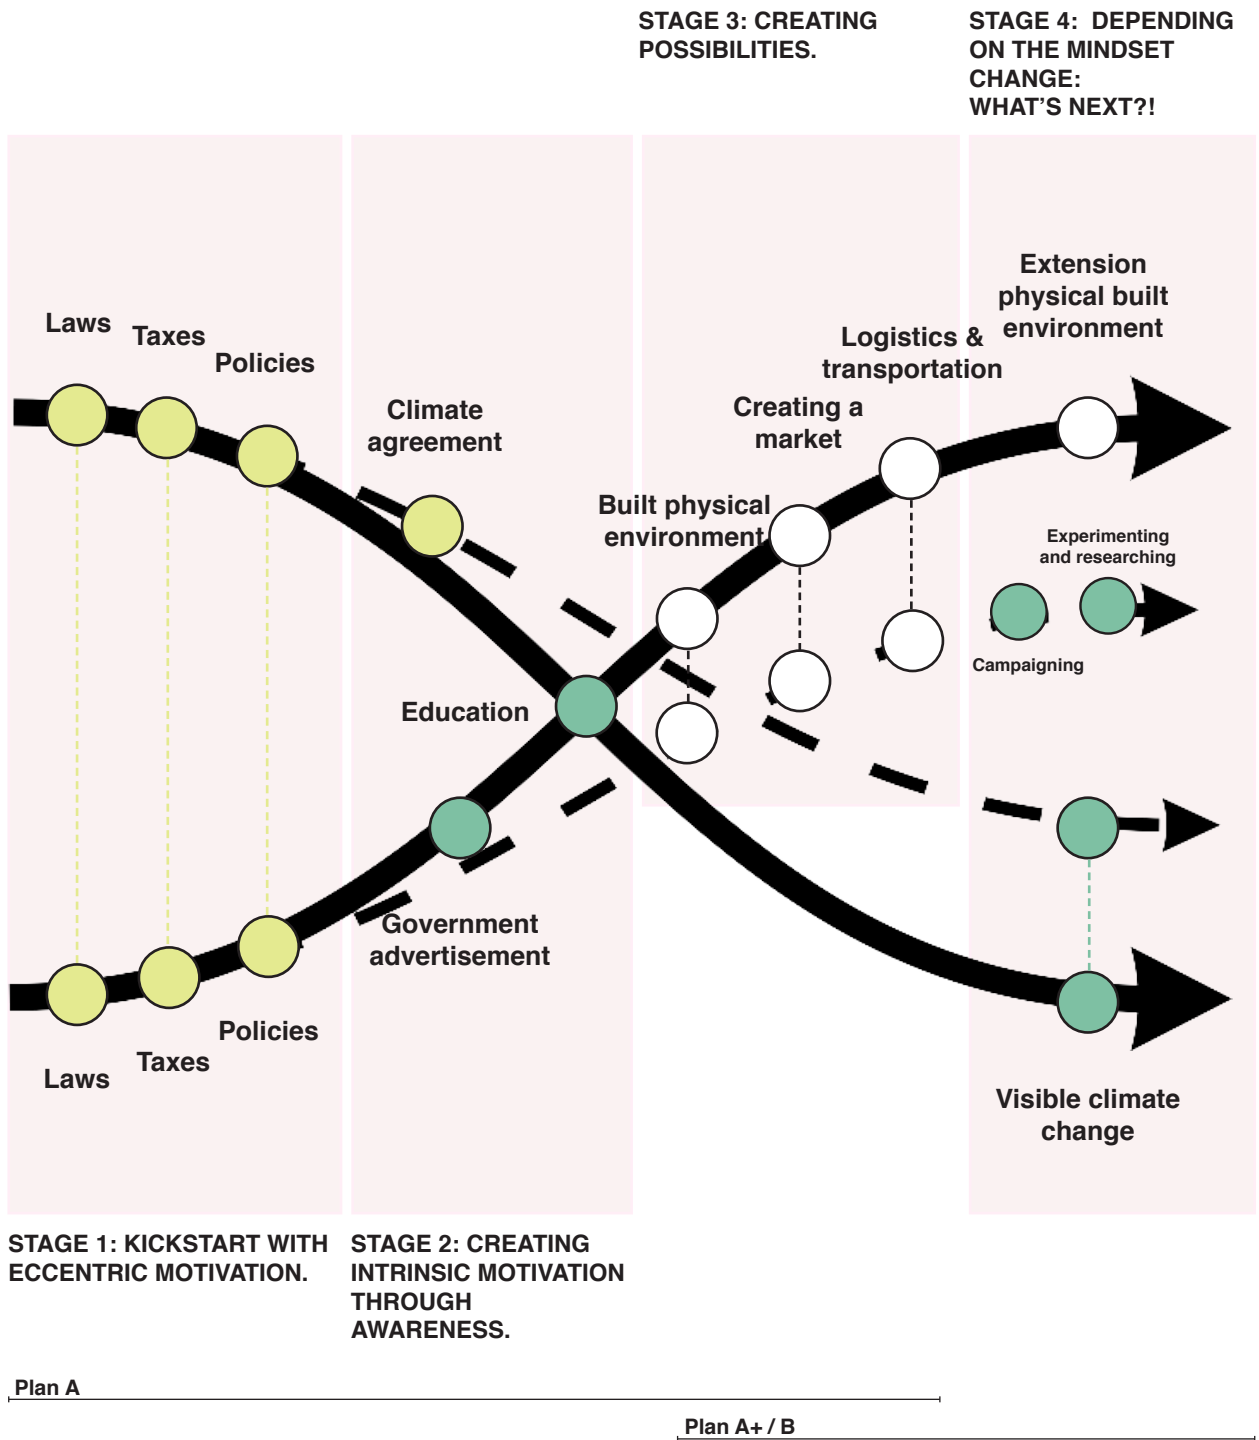 STAGE 3: CREATING
POSSIBILITIES.
STAGE 4:  DEPENDING
ON THE MINDSET
CHANGE:
WHAT'S NEXT?!
Laws
Taxes
Policies
Climate
agreement
Education
Government
advertisement
Laws
Taxes
Policies
Built physical
environment
Creating a
market
Logistics &
transportation
Extension
physical built
environment
Experimenting
and researching
Campaigning
Visible climate
change
STAGE 1: KICKSTART WITH
ECCENTRIC MOTIVATION.
STAGE 2: CREATING
INTRINSIC MOTIVATION
THROUGH
AWARENESS.
Plan A
Plan A+ / B